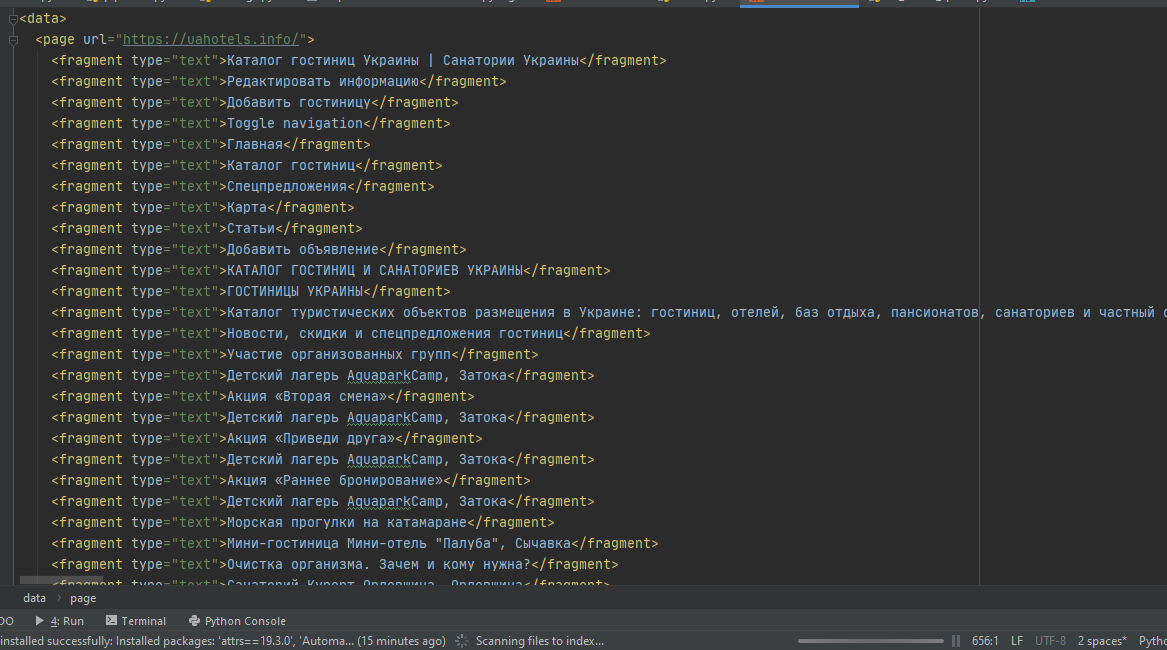 <data>
<page url="https://uahotels.info/">
<fragment type="text">Каталог гостиниц Украины | Санатории Украины</fragment>
<fragment type="text">Редактировать информацию</fragment>
<fragment type="text">Добавить гостиницу</fragment>
<fragment type="text">Toggle navigation</fragment>
<fragment type="text">Главная</fragment>
<fragment type="text">Каталог гостиниц</fragment>
<fragment type="text">Спецпредложения</fragment>
<fragment type="text">Карта</fragment>
<fragment type="text">Статьи</fragment>
<fragment type="text">Добавить объявление</fragment>
<fragment type="text">КАТАЛОГ ГОСТИНИЦ И САНАТОРИЕВ УКРАИНЫ</fragment>
<fragment type="text">ГОСТИНИЦЫ УКРАИНЫ</fragment>
<fragment type="text">Каталог туристических объектов размещения в Украине: гостиниц, отелей, баз отдыха, пансионатов, санаториев и частный
<fragment type="text">Новости, скидки и спецпредложения гостиниц</fragment>
<fragment type="text">Участие организованных групп</fragment>
<fragment type="text">Детский лагерь AquaparkCamp, Затока</fragment>
<fragment type="text">Акция «Вторая смена»</fragment>
<fragment type="text">Детский лагерь AquaparkCamp, Затока</fragment>
<fragment type="text">Акция «Приведи друга»</fragment>
<fragment type="text">Детский лагерь AquaparkCamp, Затока</fragment>
<fragment type="text">Акция «Раннее бронирование»</fragment>
<fragment type="text">Детский лагерь AquaparkCamp, Затока</fragment>
<fragment type="text">Морская прогулки на катамаране</fragment>
<fragment type="text">Мини-гостиница Мини-отель "Палуба", Сычавка</fragment>
<fragment type="text">Очистка организма. Зачем и кому нужна?</fragment>
<fragment type="text">Санаторий Курорт Орловщина, Орловщина</fragment>
data › page
DO 4: Run Terminal Python Console
installed successfully: Installed packages: 'attrs==19.3.0', 'Automa... (15 minutes ago) Scanning files to index... 656:1 LF UTF-8 2 spaces* Pytho